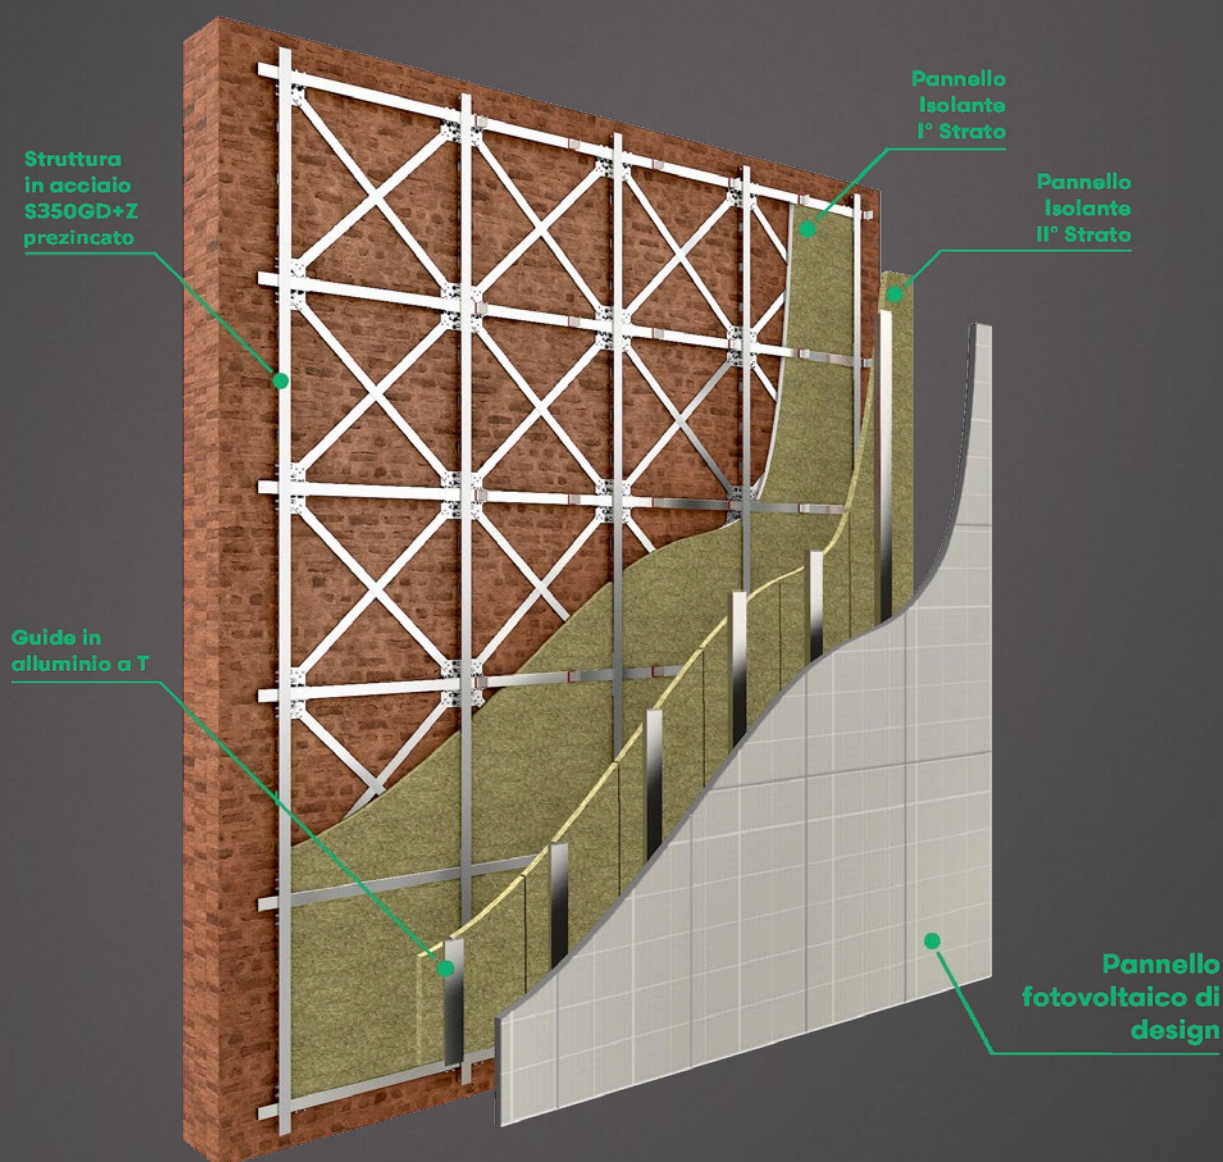 Pannello
Isolante
I° Strato
Struttura
in acciaio
S350GD+Z
prezincato
Pannello
Isolante
II° Strato
Guide in
alluminio a T
Pannello
fotovoltaico di
design